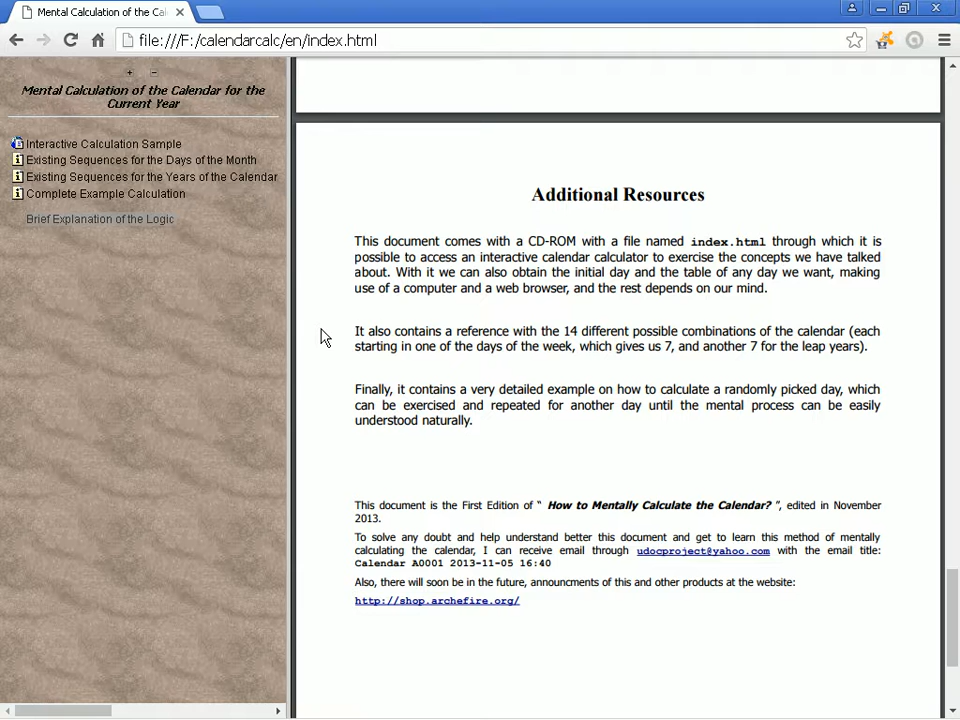 Mental Calculation of the Ca
file:///F:/calendarcalc/en/index.html
+ -
Mental Calculation of the Calendar for the
Current Year
Interactive Calculation Sample
Existing Sequences for the Days of the Month
Existing Sequences for the Years of the Calendar
Complete Example Calculation
Brief Explanation of the Logic
Additional Resources
This document comes with a CD-ROM with a file named index.html through which it is
possible to access an interactive calendar calculator to exercise the concepts we have talked
about. With it we can also obtain the initial day and the table of any day we want, making
use of a computer and a web browser, and the rest depends on our mind.
It also contains a reference with the 14 different possible combinations of the calendar (each
starting in one of the days of the week, which gives us 7, and another 7 for the leap years).
Finally, it contains a very detailed example on how to calculate a randomly picked day, which
can be exercised and repeated for another day until the mental process can be easily
understood naturally.
This document is the First Edition of “ How to Mentally Calculate the Calendar? ”, edited in November
2013.
To solve any doubt and help understand better this document and get to learn this method of mentally
calculating the calendar, I can receive email through udocproject@yahoo.com with the email title:
Calendar A0001 2013-11-05 16:40
Also, there will soon be in the future, announcements of this and other products at the website:
http://shop.archefire.org/